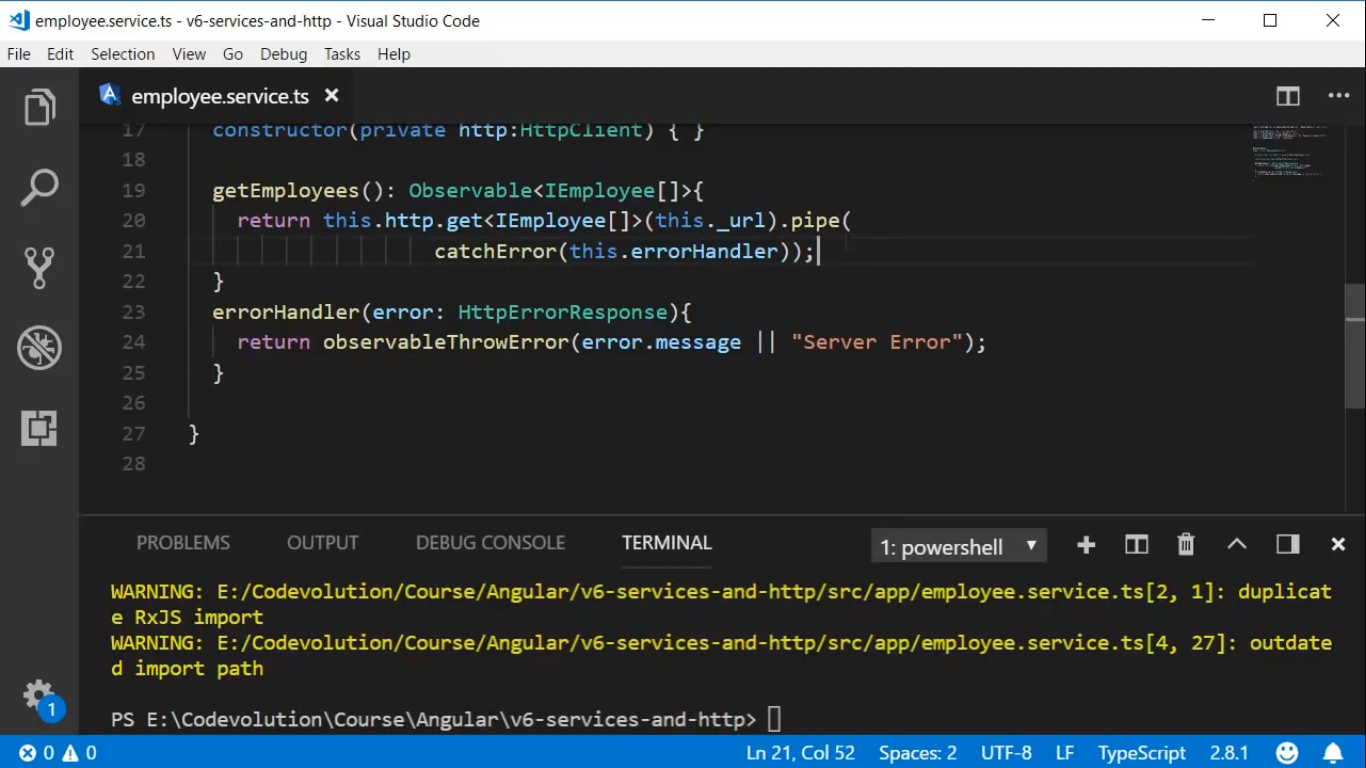 employee.service.ts - v6-services-and-http - Visual Studio Code
File Edit Selection View Go Debug Tasks Help
employee.service.ts
17 constructor(private http:HttpClient) { }
18
19 getEmployees(): Observable<IEmployee[]>{
20 return this.http.get<IEmployee[]>(this._url).pipe(
21 catchError(this.errorHandler));
22 }
23 errorHandler(error: HttpErrorResponse){
24 return observableThrowError(error.message || "Server Error");
25 }
26
27 }
28
PROBLEMS OUTPUT DEBUG CONSOLE TERMINAL 1: powershell
WARNING: E:/Codevolution/Course/Angular/v6-services-and-http/src/app/employee.service.ts[2, 1]: duplicat
e RxJS import
WARNING: E:/Codevolution/Course/Angular/v6-services-and-http/src/app/employee.service.ts[4, 27]: outdate
d import path
PS E:\Codevolution\Course\Angular\v6-services-and-http>
1
0 0 Ln 21, Col 52 Spaces: 2 UTF-8 LF TypeScript 2.8.1